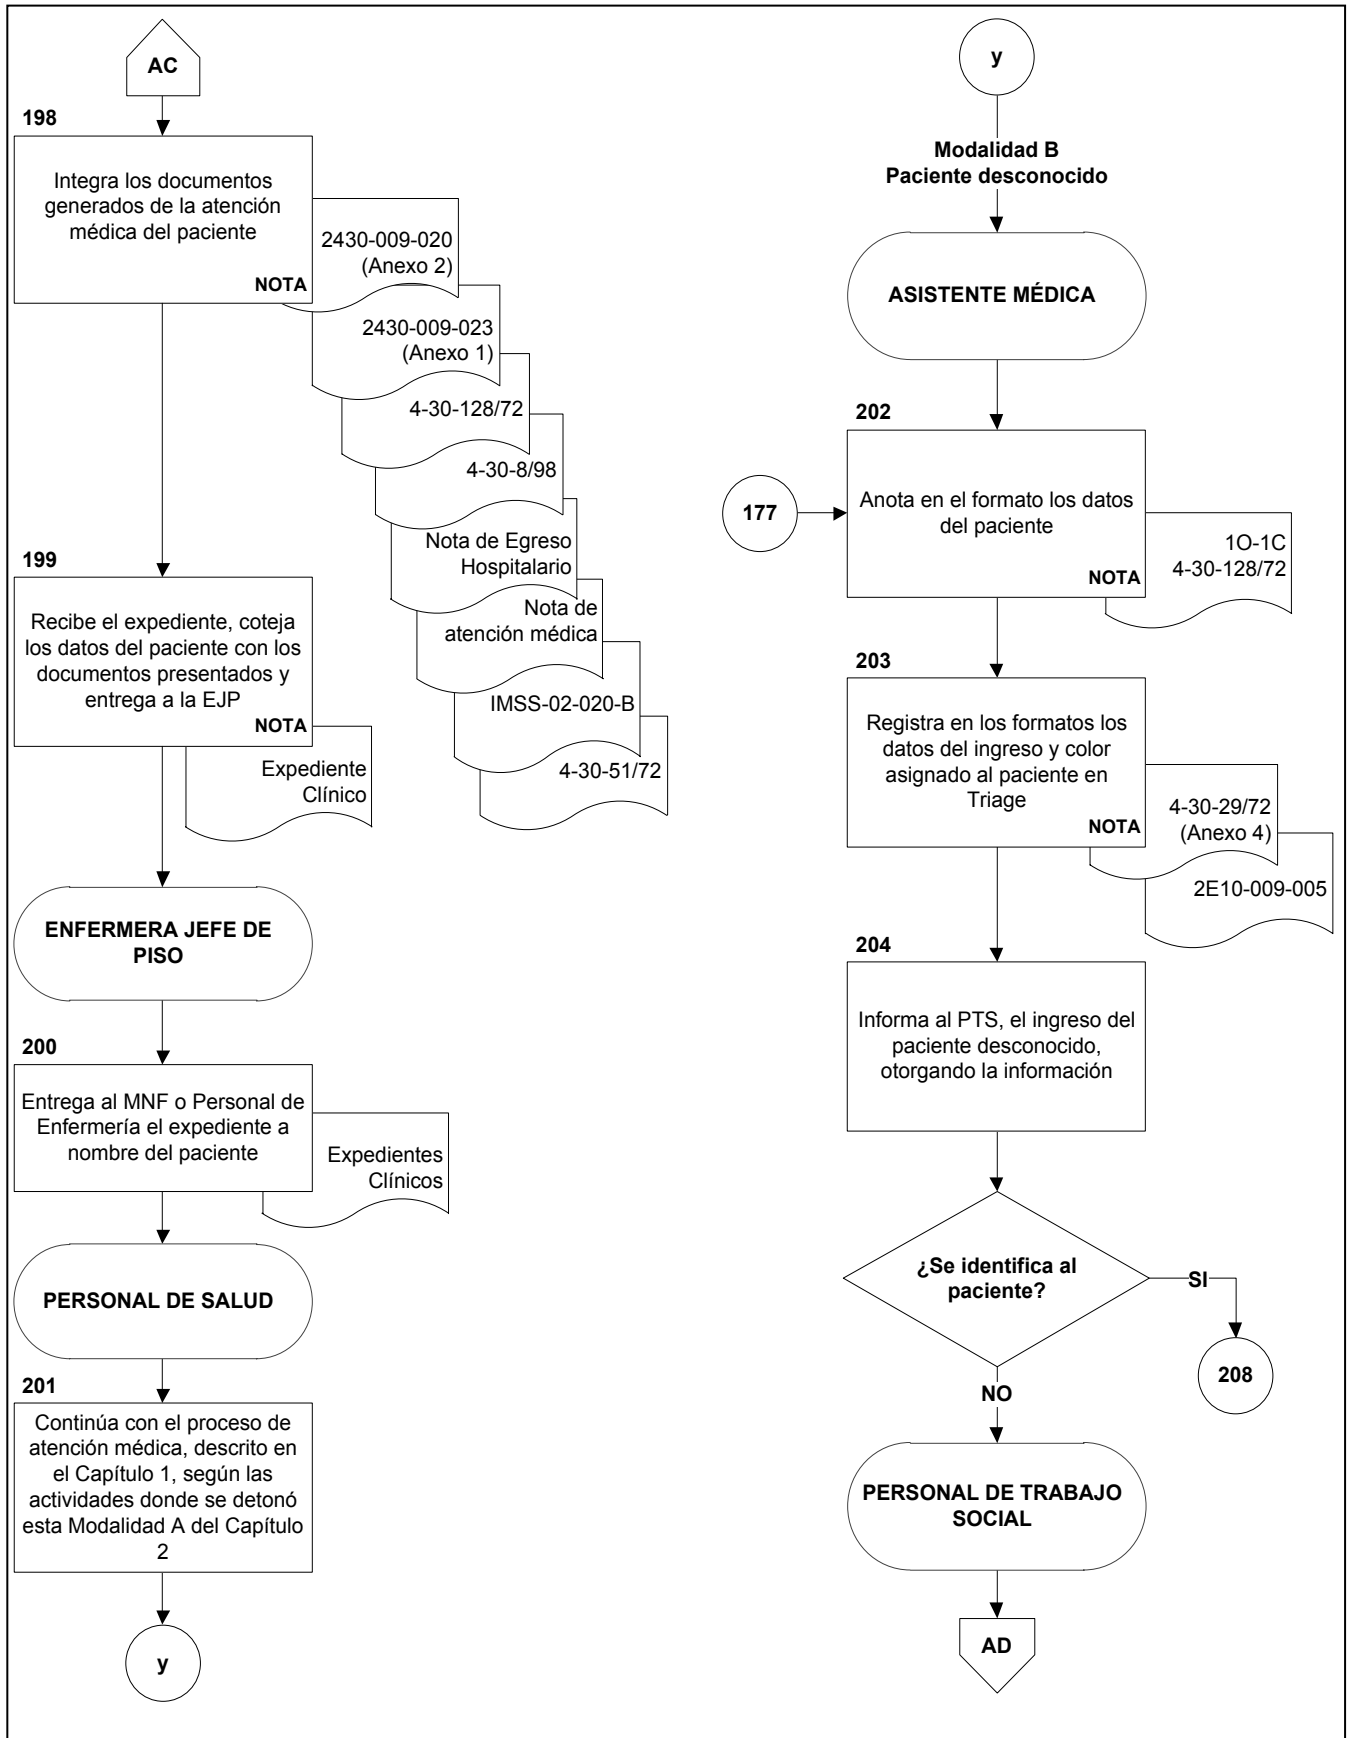 AC
198
Integra los documentos
generados de la atención
médica del paciente
NOTA
2430-009-020
(Anexo 2)
2430-009-023
(Anexo 1)
4-30-128/72
4-30-8/98
Nota de Egreso
Hospitalario
Nota de
atención médica
IMSS-02-020-B
4-30-51/72
199
Recibe el expediente, coteja
los datos del paciente con los
documentos presentados y
entrega a la EJP
NOTA
Expediente
Clínico
ENFERMERA JEFE DE
PISO
200
Entrega al MNF o Personal de
Enfermería el expediente a
nombre del paciente
Expedientes
Clínicos
PERSONAL DE SALUD
201
Continúa con el proceso de
atención médica, descrito en
el Capítulo 1, según las
actividades donde se detonó
esta Modalidad A del Capítulo
2
y
y
Modalidad B
Paciente desconocido
ASISTENTE MÉDICA
202
177
Anota en el formato los datos
del paciente
NOTA
1O-1C
4-30-128/72
203
Registra en los formatos los
datos del ingreso y color
asignado al paciente en
Triage
NOTA
4-30-29/72
(Anexo 4)
2E10-009-005
204
Informa al PTS, el ingreso del
paciente desconocido,
otorgando la información
¿Se identifica al
paciente?
SI
208
NO
PERSONAL DE TRABAJO
SOCIAL
AD